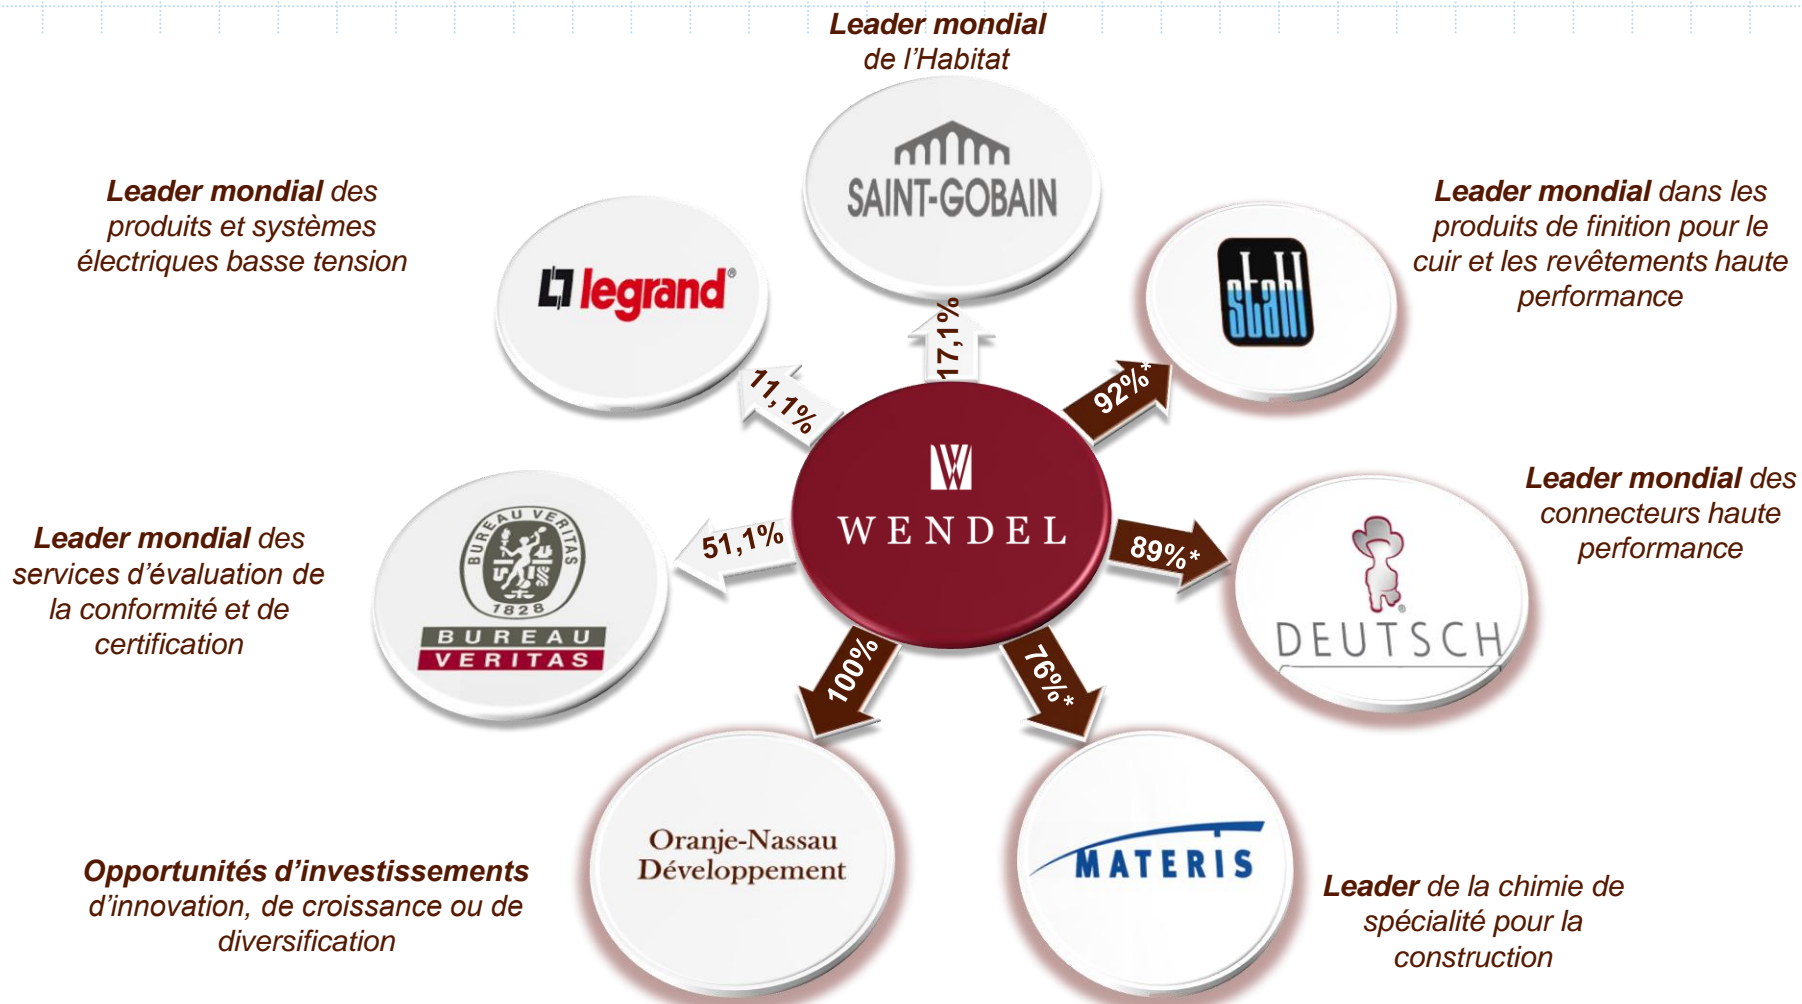 Leader mondial
de l’Habitat
SAINT-GOBAIN
17,1%
Leader mondial des
produits et systèmes
électriques basse tension
legrand®
11,1%
Leader mondial dans les
produits de finition pour le
cuir et les revêtements haute
performance
stahl
92%*
WENDEL
Leader mondial des
connecteurs haute
performance
DEUTSCH
®
89%*
Leader mondial des
services d’évaluation de
la conformité et de
certification
BUREAU VERITAS
1828
BUREAU
VERITAS
51,1%
100%
76%*
Oranje-Nassau
Développement
Opportunités d’investissements
d’innovation, de croissance ou de
diversification
MATERIS
Leader de la chimie de
spécialité pour la
construction